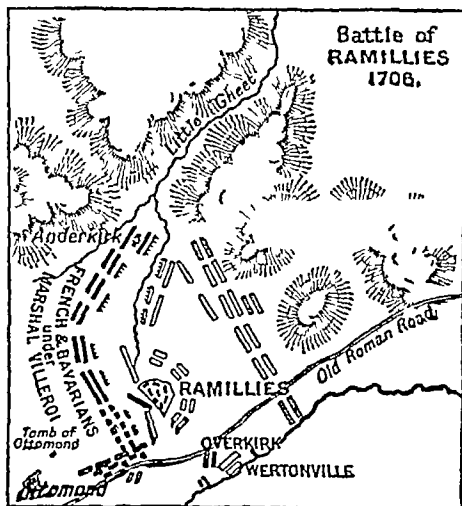 Battle of
RAMILLIES
1706.
Little Gheet
Anderkirk
FRENCH & BAVARIANS
under
MARSHAL VILLEROI
Old Roman Road
RAMILLIES
Tomb of
Ottomond
OVERKIRK
WERTONVILLE
Ottomond